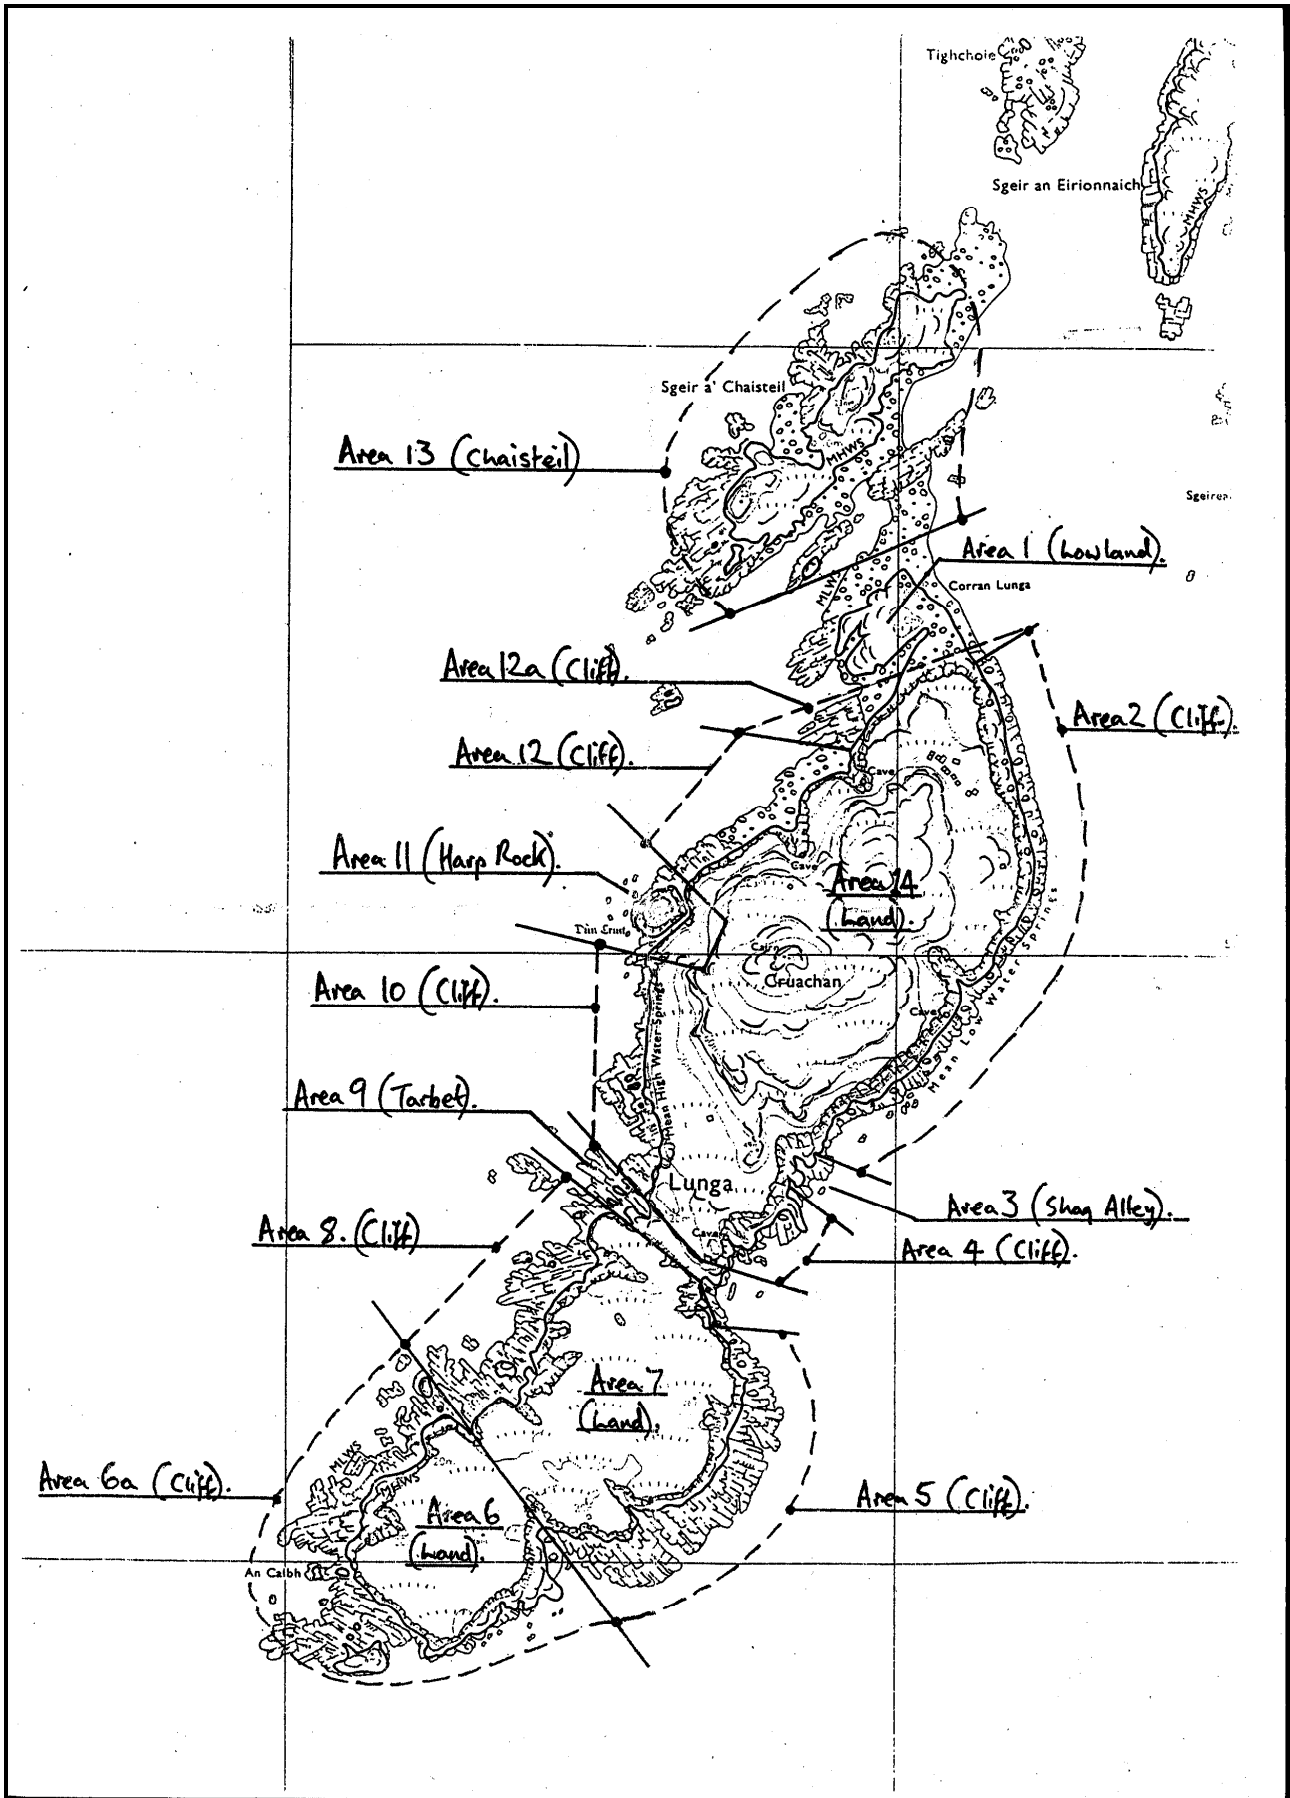 Tighchoie
Sgeir an Eirionnaich
MHWS
Sgeir a' Chaisteil
Area 13 (Chaisteil)
MHWS
Area 1 (Lowland).
MLWS
Corran Lunga
Area 12a (Cliff).
Area 2 (Cliff).
Area 12 (Cliff).
Cave
Area 11 (Harp Rock).
Cave
Area 14
(Land).
Cairn
Cruachan
Area 10 (Cliff).
Cave
Mean High Water Springs
Mean Low Water Springs
Area 9 (Tarbet).
Lunga
Area 3 (Shag Alley).
Area 8. (Cliff)
Area 4 (Cliff).
Area 7
(Land).
MLWS
20m
MHWS
Area 6a (Cliff).
Area 5 (Cliff).
Area 6
(Land).
An Calbh